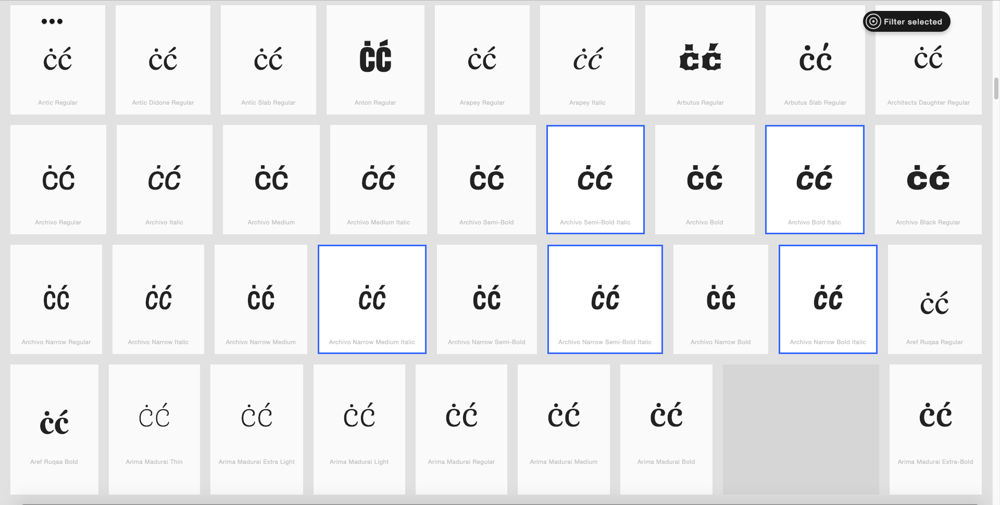 Filter selected
ċć ċć ċć ċć ċć ċć ċć ċć ċć
Antic Regular Antic Didone Regular Antic Slab Regular Anton Regular Arapey Regular Arapey Italic Arbutus Regular Arbutus Slab Regular Architects Daughter Regular
ċć ċć ċć ċć ċć ċć ċć ċć ċć
Archivo Regular Archivo Italic Archivo Medium Archivo Medium Italic Archivo Semi-Bold Archivo Semi-Bold Italic Archivo Bold Archivo Bold Italic Archivo Black Regular
ċć ċć ċć ċć ċć ċć ċć ċć ċć
Archivo Narrow Regular Archivo Narrow Italic Archivo Narrow Medium Archivo Narrow Medium Italic Archivo Narrow Semi-Bold Archivo Narrow Semi-Bold Italic Archivo Narrow Bold Archivo Narrow Bold Italic Aref Ruqaa Regular
ċć ċć ċć ċć ċć ċć ċć ċć
Aref Ruqaa Bold Arima Madurai Thin Arima Madurai Extra Light Arima Madurai Light Arima Madurai Regular Arima Madurai Medium Arima Madurai Bold Arima Madurai Extra-Bold